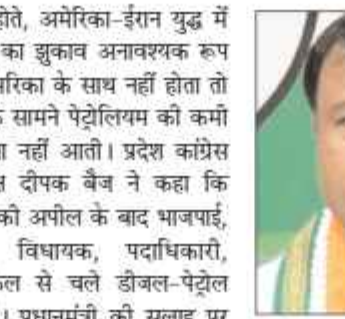 होते, अमेरिका-ईरान युद्ध में
का झुकाव अनावश्यक रूप
के साथ नहीं होता तो
सामने पेट्रोलियम की कमी
नहीं आती। प्रदेश कांग्रेस
दीपक बैज ने कहा कि
की अपील के बाद भाजपाई,
विधायक, पदाधिकारी,
से चले डीजल-पेट्रोल
प्रधानमंत्री की सलाह पर